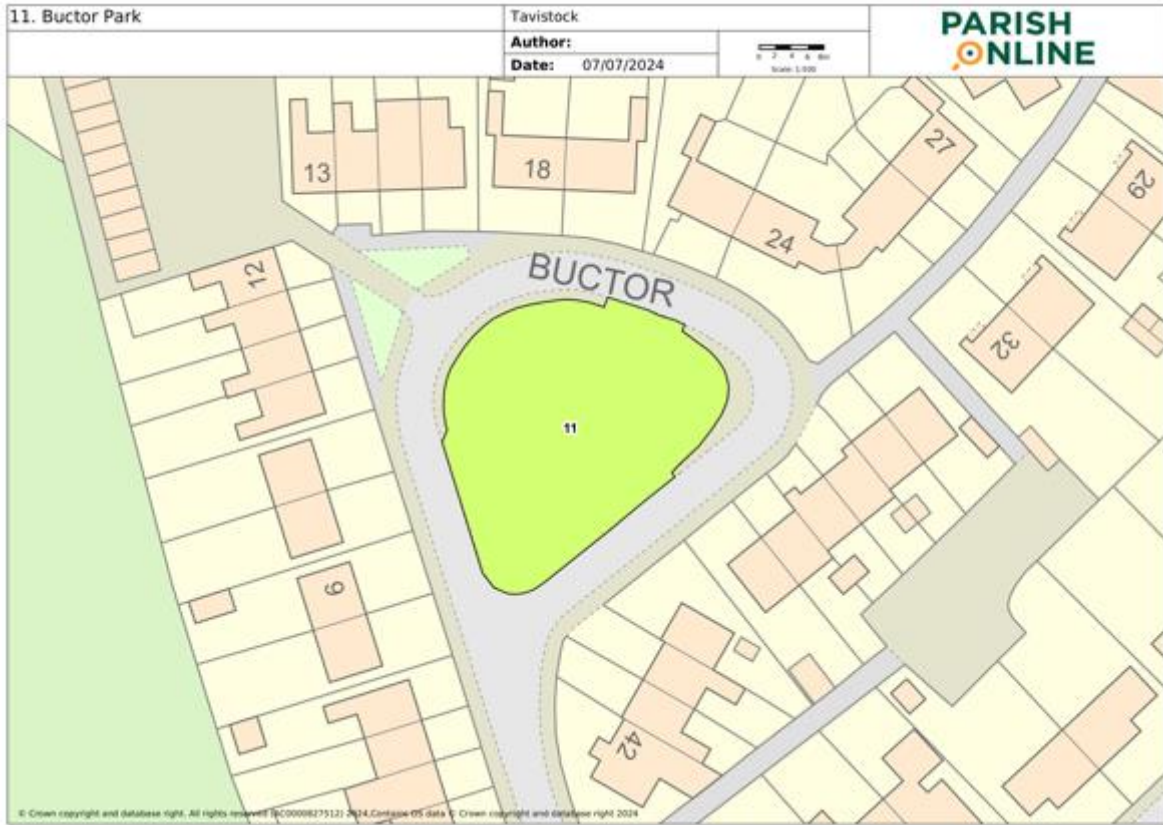 11. Buctor Park
Tavistock
Author:
Date: 07/07/2024
PARISH
ONLINE
13
18
27
29
24
12
BUCTOR
32
11
9
42
© Crown copyright and database right. All rights reserved (AC0000827512) 2024. Contains OS data © Crown copyright and database right 2024